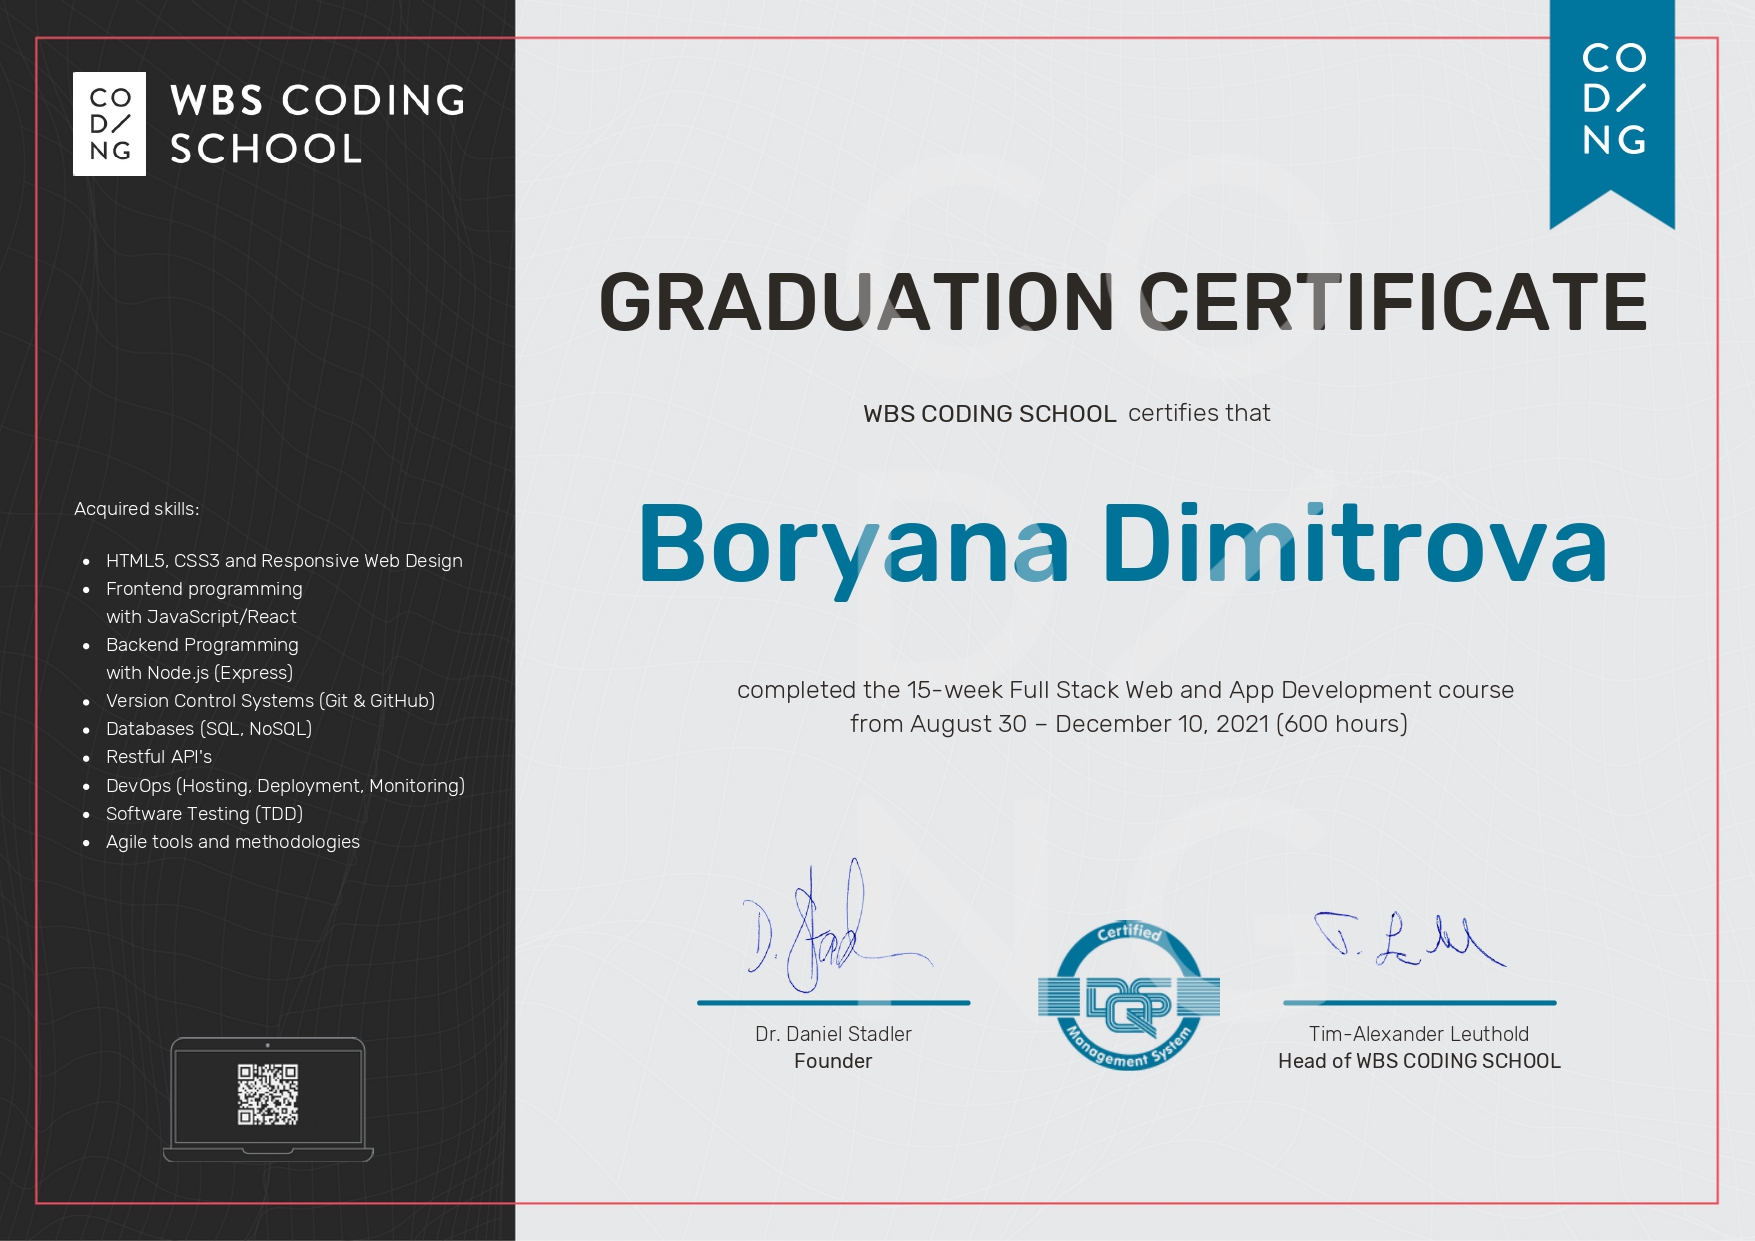 CO
D/
NG
WBS CODING
SCHOOL
Acquired skills:
• HTML5, CSS3 and Responsive Web Design
• Frontend programming
with JavaScript/React
• Backend Programming
with Node.js (Express)
• Version Control Systems (Git & GitHub)
• Databases (SQL, NoSQL)
• Restful API's
• DevOps (Hosting, Deployment, Monitoring)
• Software Testing (TDD)
• Agile tools and methodologies
CO
D/
NG
GRADUATION CERTIFICATE
WBS CODING SCHOOL certifies that
Boryana Dimitrova
completed the 15-week Full Stack Web and App Development course
from August 30 – December 10, 2021 (600 hours)
CO
D/
NG
D. Stadler
Dr. Daniel Stadler
Founder
Certified
DQP
Management System
Tim-Alexander Leuthold
Head of WBS CODING SCHOOL